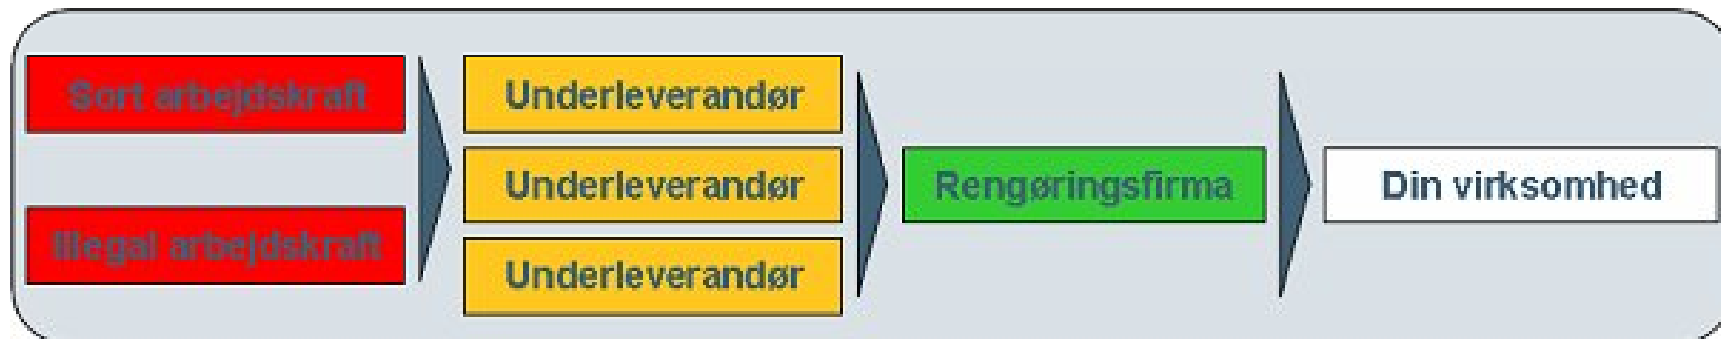 Sort arbejdskraft
Illegal arbejdskraft
Underleverandør
Underleverandør
Underleverandør
Rengøringsfirma
Din virksomhed